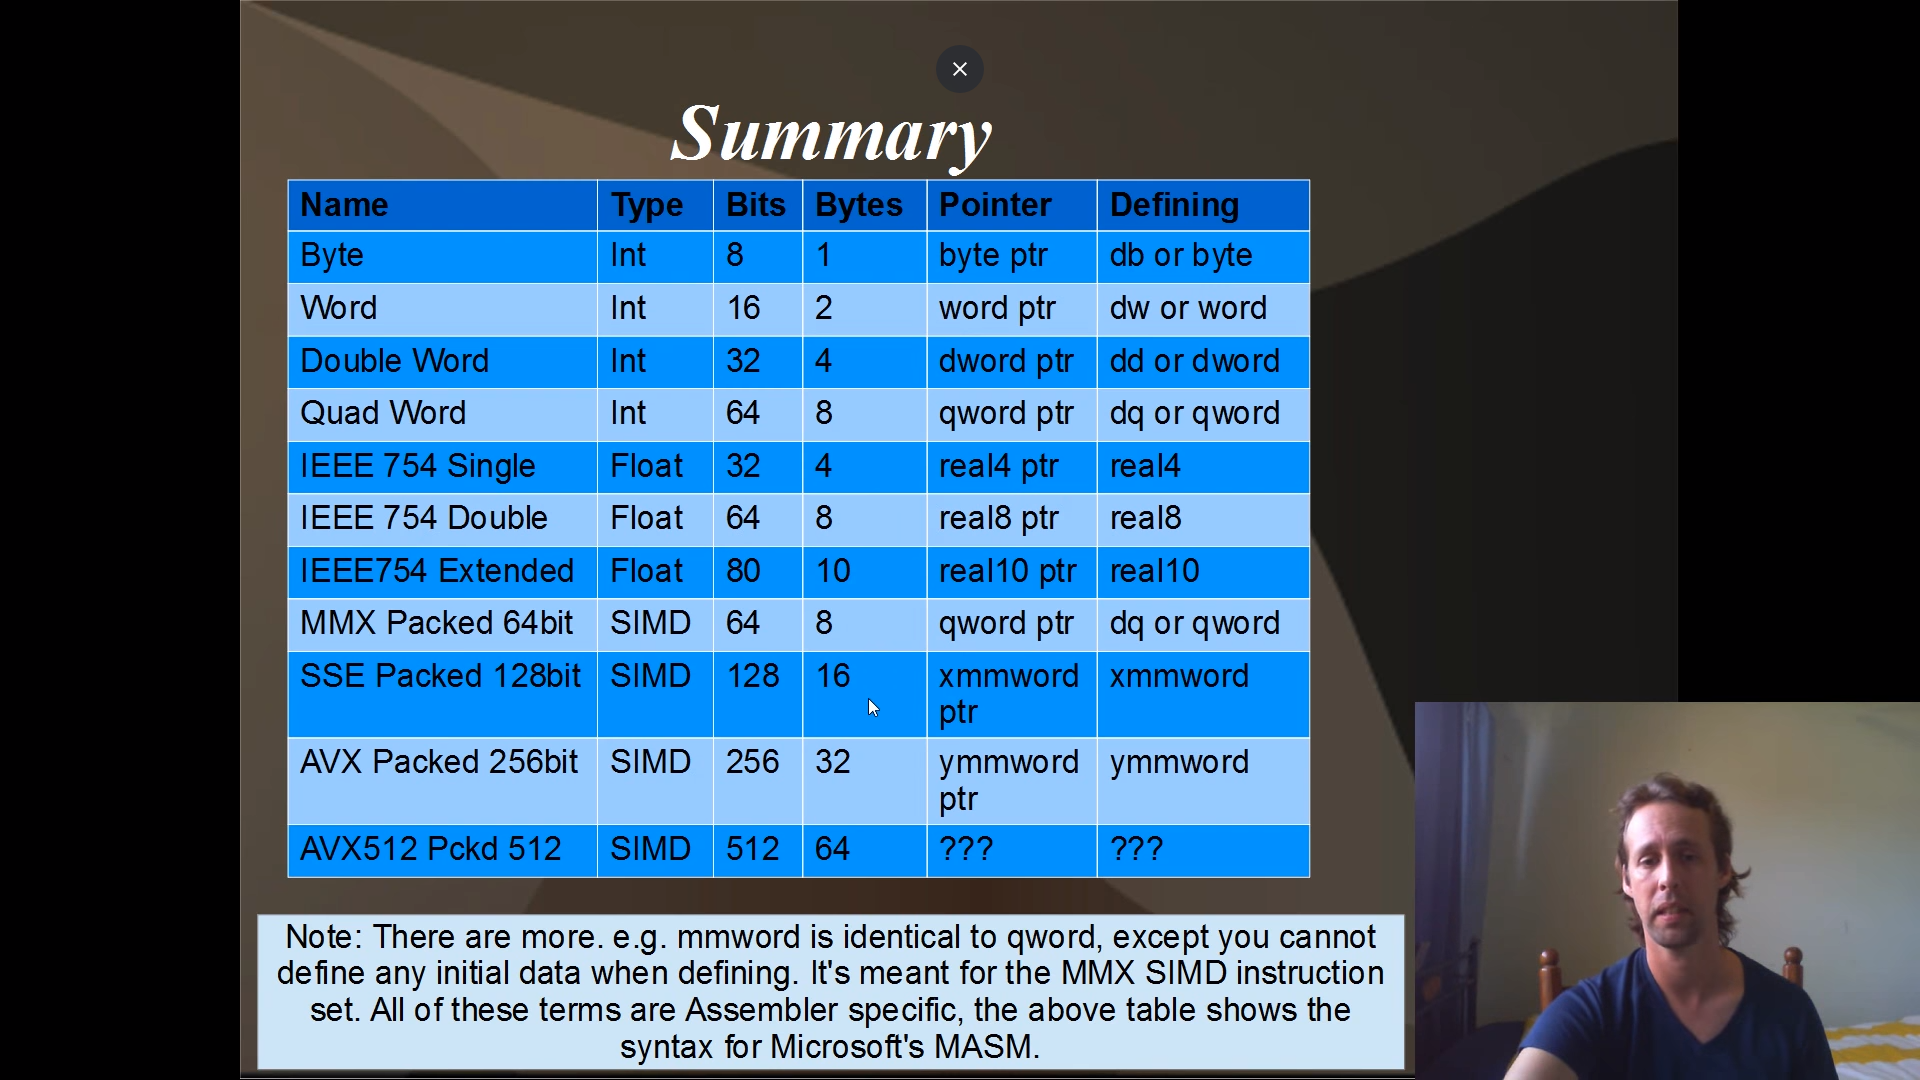 Summary
Name Type Bits Bytes Pointer Defining
Byte Int 8 1 byte ptr db or byte
Word Int 16 2 word ptr dw or word
Double Word Int 32 4 dword ptr dd or dword
Quad Word Int 64 8 qword ptr dq or qword
IEEE 754 Single Float 32 4 real4 ptr real4
IEEE 754 Double Float 64 8 real8 ptr real8
IEEE754 Extended Float 80 10 real10 ptr real10
MMX Packed 64bit SIMD 64 8 qword ptr dq or qword
SSE Packed 128bit SIMD 128 16 xmmword ptr xmmword
AVX Packed 256bit SIMD 256 32 ymmword ptr ymmword
AVX512 Pckd 512 SIMD 512 64 ??? ???
Note: There are more. e.g. mmword is identical to qword, except you cannot
define any initial data when defining. It's meant for the MMX SIMD instruction
set. All of these terms are Assembler specific, the above table shows the
syntax for Microsoft's MASM.